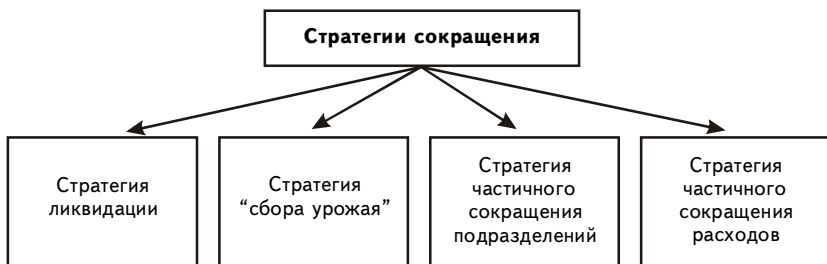 Стратегии сокращения
Стратегия
ликвидации
Стратегия
“сбора урожая”
Стратегия
частичного
сокращения
подразделений
Стратегия
частичного
сокращения
расходов